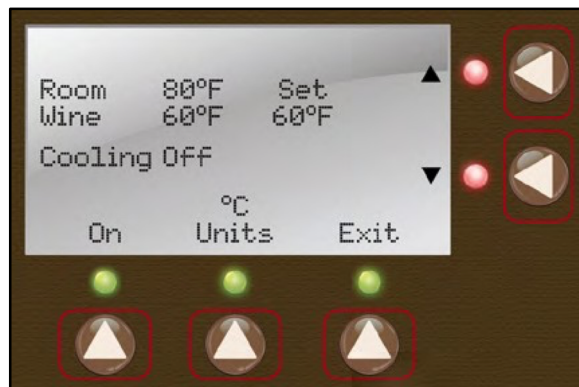 Room 80°F Set
Wine 60°F 60°F
Cooling Off
°C
On Units Exit